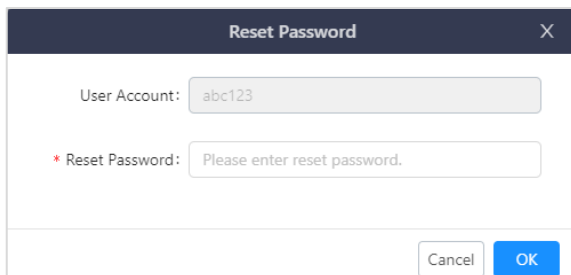 Reset Password X
User Account: abc123
* Reset Password: Please enter reset password.
Cancel OK